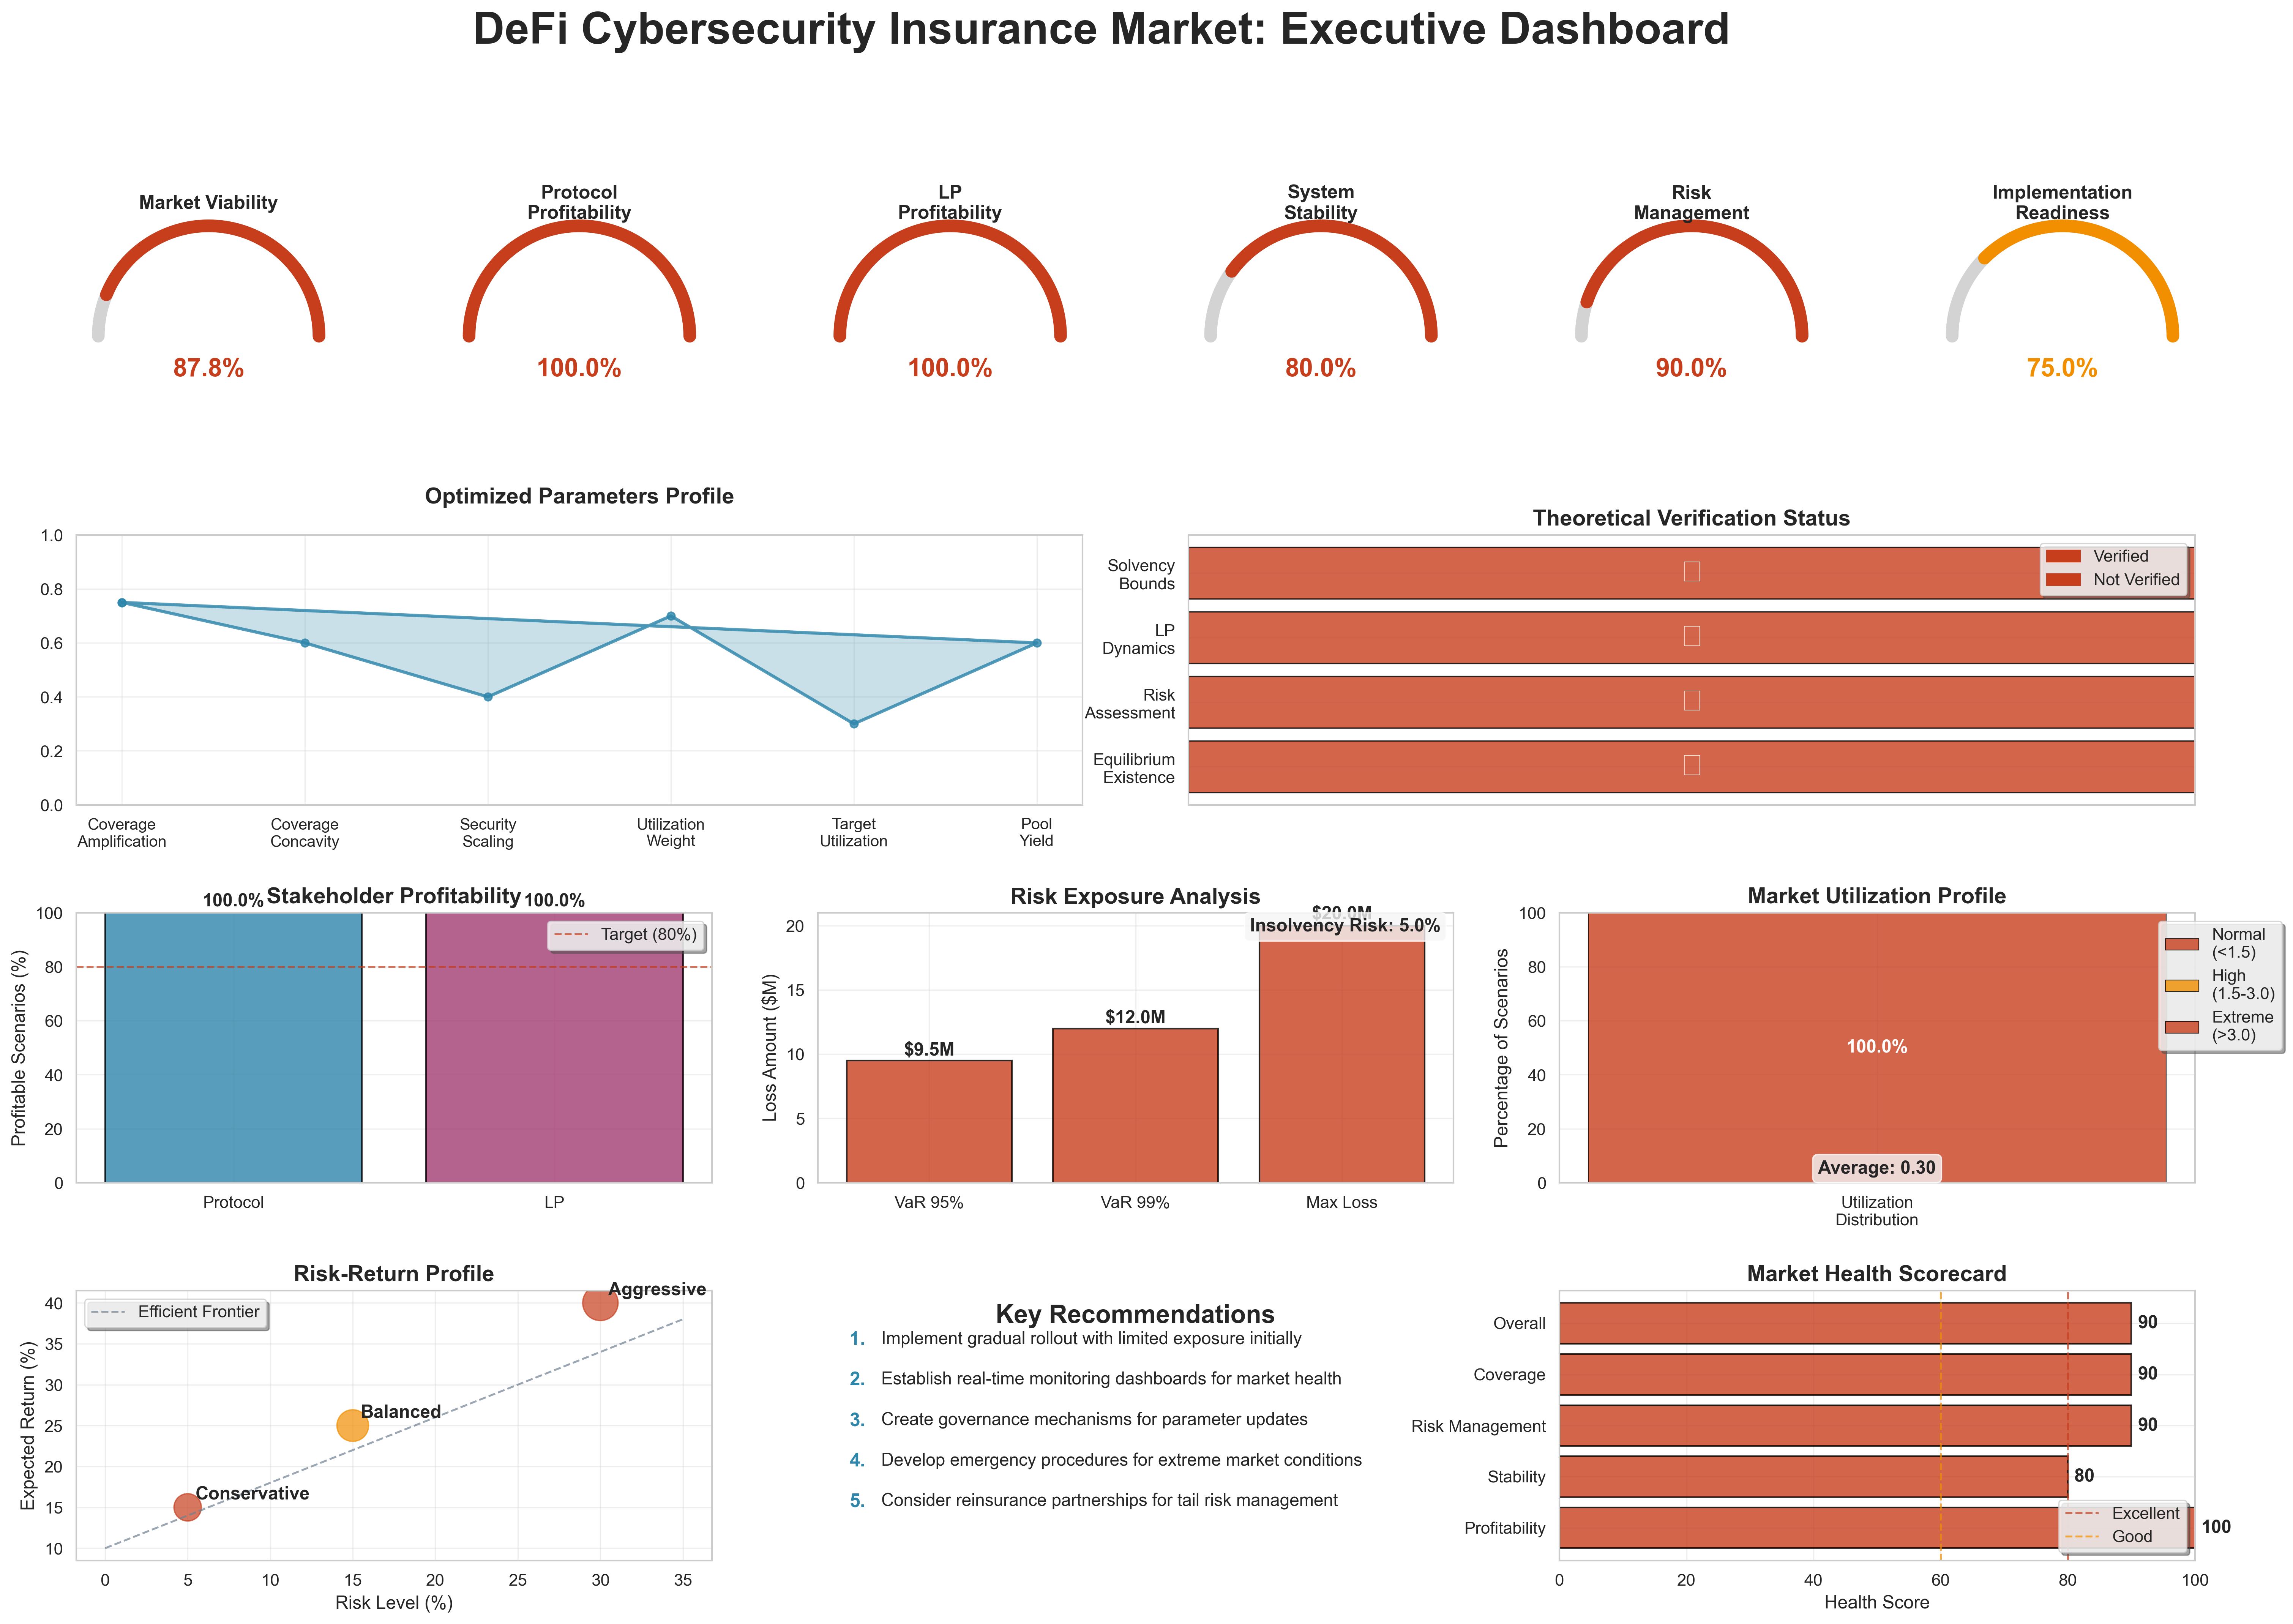 DeFi Cybersecurity Insurance Market: Executive Dashboard
Market Viability
87.8%
Protocol
Profitability
100.0%
LP
Profitability
100.0%
System
Stability
80.0%
Risk
Management
90.0%
Implementation
Readiness
75.0%
Optimized Parameters Profile
1.0
0.8
0.6
0.4
0.2
0.0
Coverage
Amplification
Coverage
Concavity
Security
Scaling
Utilization
Weight
Target
Utilization
Pool
Yield
Theoretical Verification Status
Solvency
Bounds
LP
Dynamics
Risk
Assessment
Equilibrium
Existence
Verified
Not Verified
Stakeholder Profitability
100.0%
100.0%
Target (80%)
Profitable Scenarios (%)
100
80
60
40
20
0
Protocol
LP
Risk Exposure Analysis
$20.0M
Insolvency Risk: 5.0%
$12.0M
$9.5M
Loss Amount ($M)
20
15
10
5
0
VaR 95%
VaR 99%
Max Loss
Market Utilization Profile
Percentage of Scenarios
100
80
60
40
20
0
100.0%
Average: 0.30
Utilization
Distribution
Normal
(<1.5)
High
(1.5-3.0)
Extreme
(>3.0)
Risk-Return Profile
Efficient Frontier
Aggressive
Balanced
Conservative
Expected Return (%)
40
35
30
25
20
15
10
0
5
10
15
20
25
30
35
Risk Level (%)
Key Recommendations
1. Implement gradual rollout with limited exposure initially
2. Establish real-time monitoring dashboards for market health
3. Create governance mechanisms for parameter updates
4. Develop emergency procedures for extreme market conditions
5. Consider reinsurance partnerships for tail risk management
Market Health Scorecard
Overall
90
Coverage
90
Risk Management
90
Stability
80
Profitability
100
Excellent
Good
0
20
40
60
80
100
Health Score